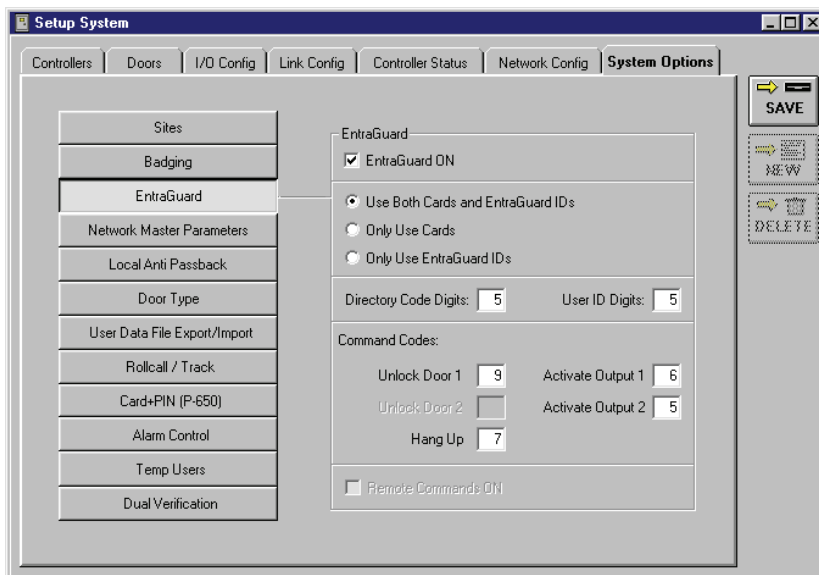 Setup System
Controllers Doors I/O Config Link Config Controller Status Network Config System Options
SAVE
NEW
DELETE
Sites
Badging
EntraGuard
Network Master Parameters
Local Anti Passback
Door Type
User Data File Export/Import
Rollcall / Track
Card+PIN (P-650)
Alarm Control
Temp Users
Dual Verification
EntraGuard
EntraGuard ON
Use Both Cards and EntraGuard IDs
Only Use Cards
Only Use EntraGuard IDs
Directory Code Digits: 5 User ID Digits: 5
Command Codes:
Unlock Door 1 9 Activate Output 1 6
Unlock Door 2 Activate Output 2 5
Hang Up 7
Remote Commands ON